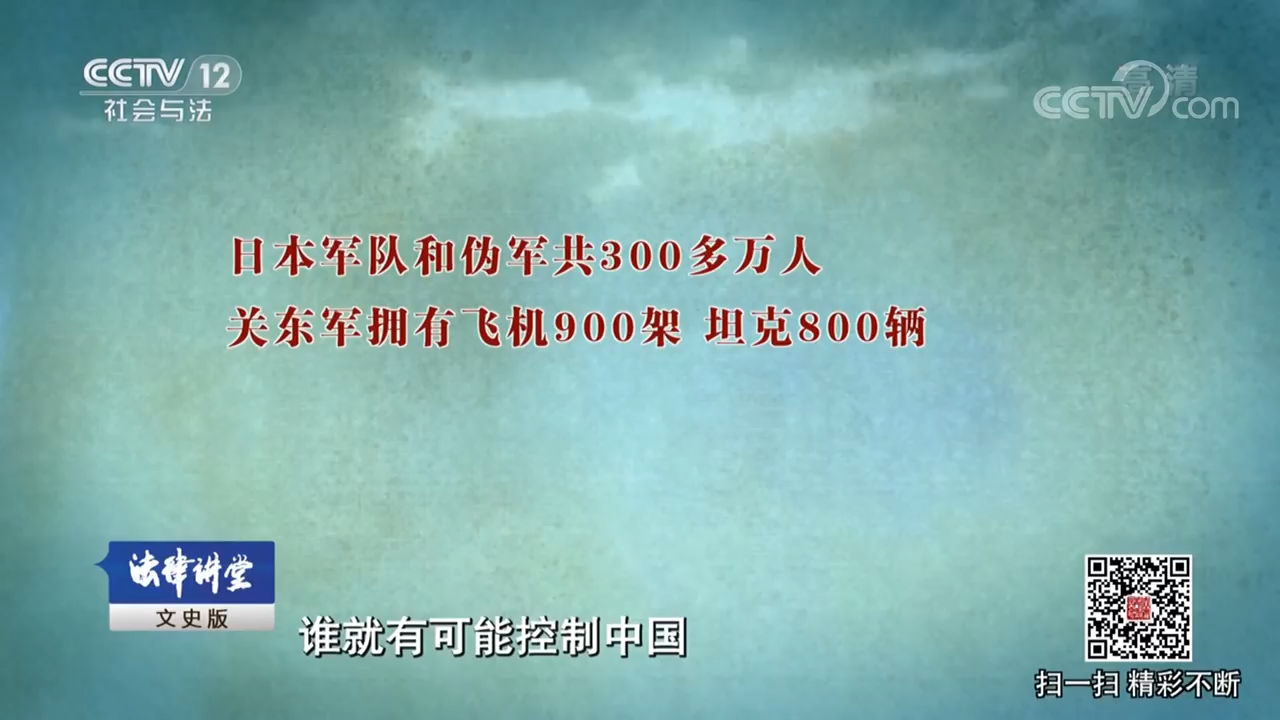 CCTV 12
社会与法
高清
CCTV.com
日本军队和伪军共300多万人
关东军拥有飞机900架 坦克800辆
法律讲堂
文史版
谁就有可能控制中国
扫一扫 精彩不断